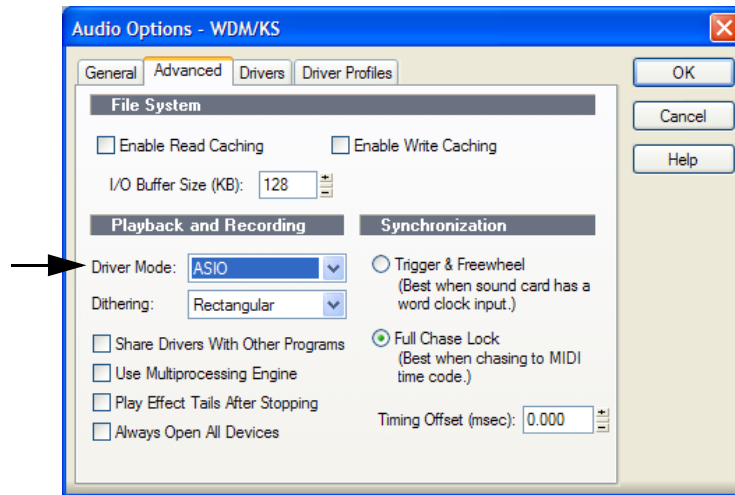 Audio Options - WDM/KS
General Advanced Drivers Driver Profiles
OK
Cancel
Help
File System
Enable Read Caching Enable Write Caching
I/O Buffer Size (KB): 128
Playback and Recording
Driver Mode: ASIO
Dithering: Rectangular
Share Drivers With Other Programs
Use Multiprocessing Engine
Play Effect Tails After Stopping
Always Open All Devices
Synchronization
Trigger & Freewheel
(Best when sound card has a
word clock input.)
Full Chase Lock
(Best when chasing to MIDI
time code.)
Timing Offset (msec): 0.000